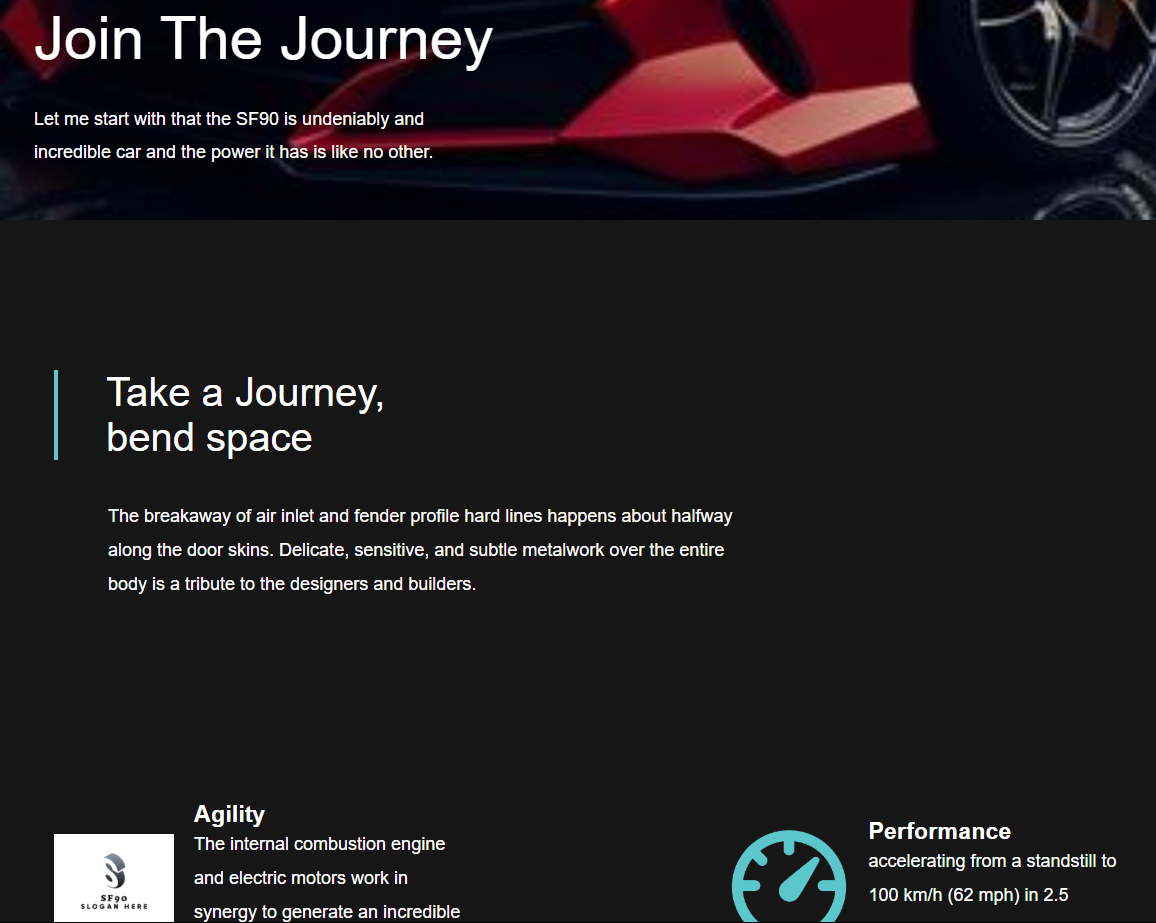 Join The Journey
Let me start with that the SF90 is undeniably and
incredible car and the power it has is like no other.
Take a Journey,
bend space
The breakaway of air inlet and fender profile hard lines happens about halfway
along the door skins. Delicate, sensitive, and subtle metalwork over the entire
body is a tribute to the designers and builders.
Agility
The internal combustion engine
and electric motors work in
synergy to generate an incredible
SF90
SLOGAN HERE
Performance
accelerating from a standstill to
100 km/h (62 mph) in 2.5